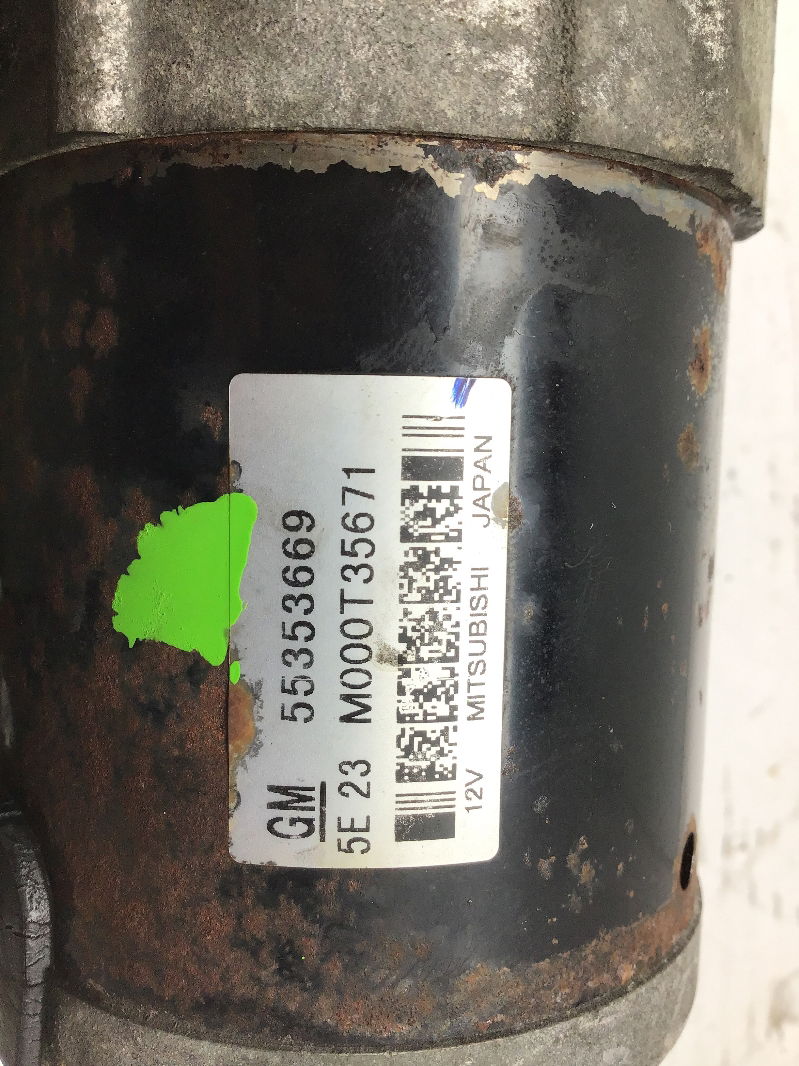 GM 55353669
5E 23 M000T35671
12V MITSUBISHI JAPAN